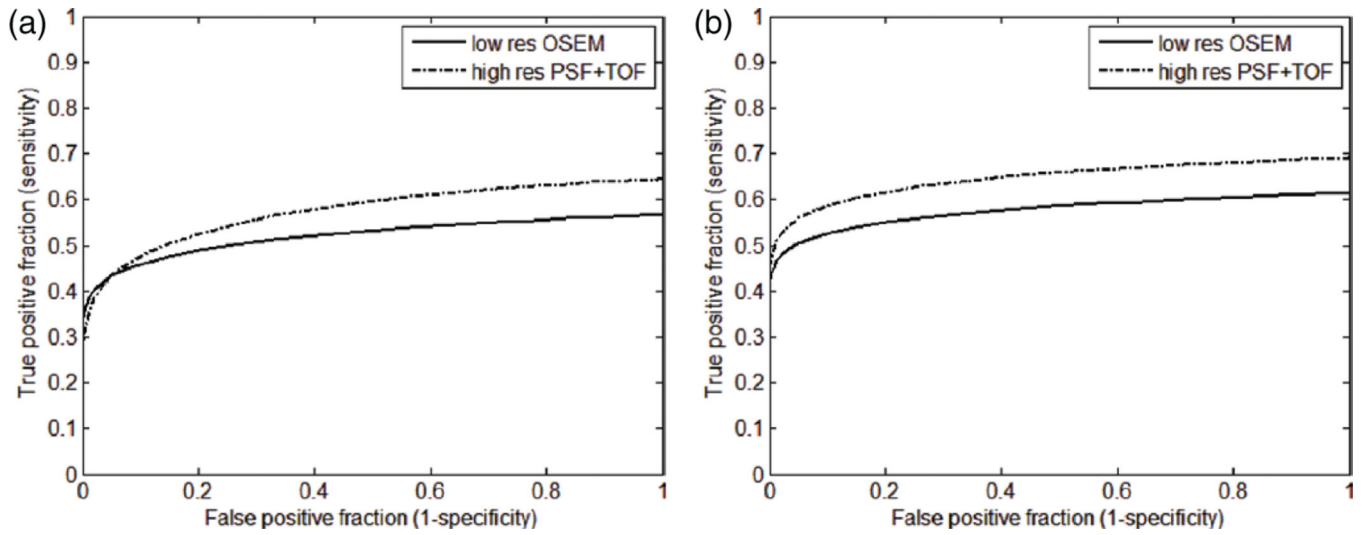 (a)
low res OSEM
high res PSF+TOF
True positive fraction (sensitivity)
1
0.9
0.8
0.7
0.6
0.5
0.4
0.3
0.2
0.1
0
0 0.2 0.4 0.6 0.8 1
False positive fraction (1-specificity)
(b)
low res OSEM
high res PSF+TOF
True positive fraction (sensitivity)
1
0.9
0.8
0.7
0.6
0.5
0.4
0.3
0.2
0.1
0
0 0.2 0.4 0.6 0.8 1
False positive fraction (1-specificity)